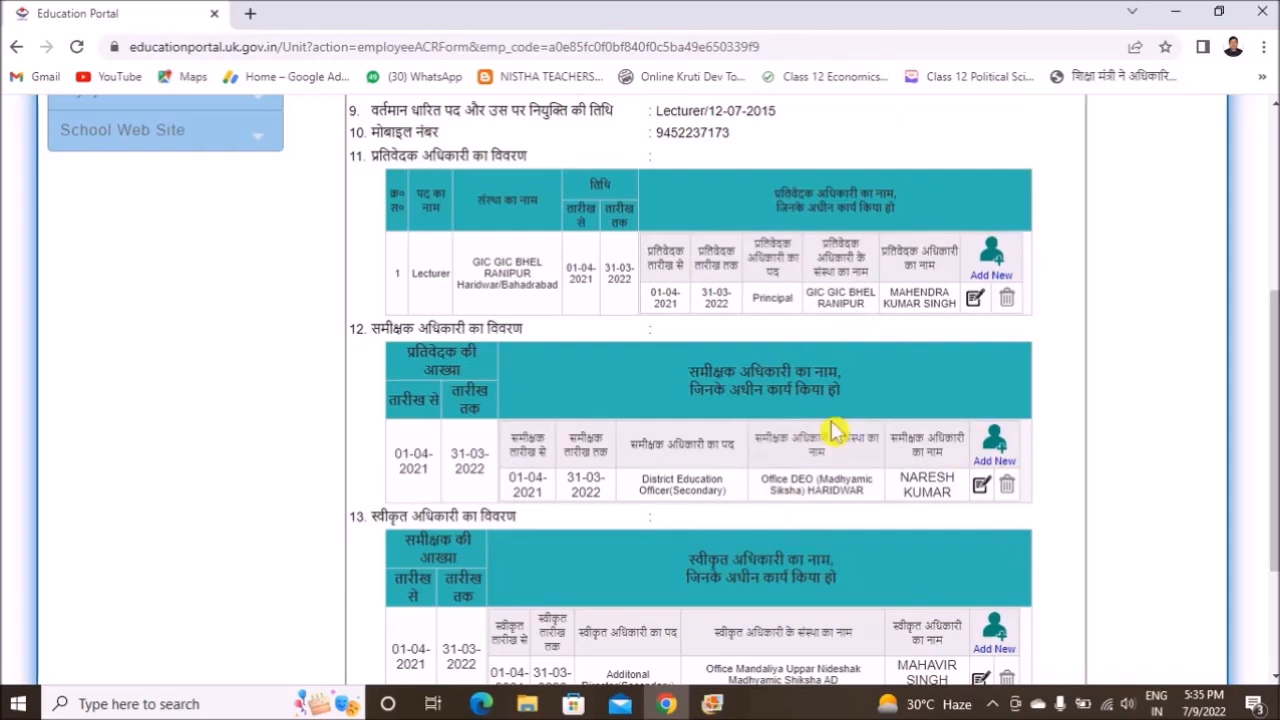 Education Portal
educationportal.uk.gov.in/Unit?action=employeeACRForm&emp_code=a0e85fc0f0bf840f0c5ba49e650339f9
Gmail YouTube Maps Home – Google Ad... (30) WhatsApp NISTHA TEACHERS... Online Kruti Dev To... Class 12 Economics... Class 12 Political Sci... शिक्षा मंत्री ने अधिकारि... »
School Web Site
9. वर्तमान धारित पद और उस पर नियुक्ति की तिथि : Lecturer/12-07-2015
10. मोबाइल नंबर : 9452237173
11. प्रतिवेदक अधिकारी का विवरण :
क्र० स० पद का नाम संस्था का नाम तिथि तारीख से तारीख तक प्रतिवेदक अधिकारी का नाम, जिनके अधीन कार्य किया हो
प्रतिवेदक तारीख से प्रतिवेदक तारीख तक प्रतिवेदक अधिकारी का पद प्रतिवेदक अधिकारी के संस्था का नाम प्रतिवेदक अधिकारी का नाम Add New
1 Lecturer GIC GIC BHEL RANIPUR Haridwar/Bahadrabad 01-04-2021 31-03-2022
01-04-2021 31-03-2022 Principal GIC GIC BHEL RANIPUR MAHENDRA KUMAR SINGH
12. समीक्षक अधिकारी का विवरण :
प्रतिवेदक की आख्या तारीख से तारीख तक समीक्षक अधिकारी का नाम, जिनके अधीन कार्य किया हो
01-04-2021 31-03-2022
समीक्षक तारीख से समीक्षक तारीख तक समीक्षक अधिकारी का पद समीक्षक संस्था का नाम समीक्षक अधिकारी का नाम Add New
01-04-2021 31-03-2022 District Education Officer(Secondary) Office DEO (Madhyamic Siksha) HARIDWAR NARESH KUMAR
13. स्वीकृत अधिकारी का विवरण :
समीक्षक की आख्या तारीख से तारीख तक स्वीकृत अधिकारी का नाम, जिनके अधीन कार्य किया हो
01-04-2021 31-03-2022
स्वीकृत तारीख से स्वीकृत तारीख तक स्वीकृत अधिकारी का पद स्वीकृत अधिकारी के संस्था का नाम स्वीकृत अधिकारी का नाम Add New
01-04- 31-03- Additonal Office Mandaliya Uppar Nideshak Madhyamic Shiksha AD MAHAVIR SINGH
Type here to search
30°C Haze
ENG IN
5:35 PM
7/9/2022
3